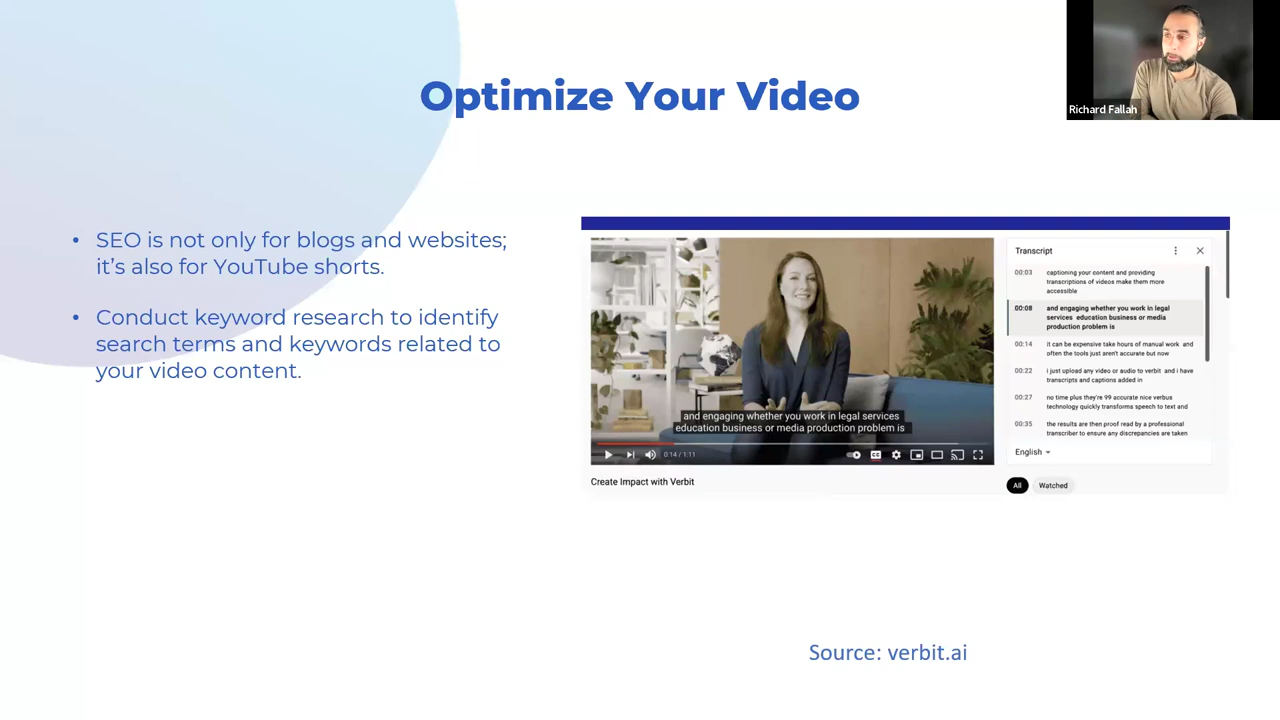 Optimize Your Video
Richard Fallah
• SEO is not only for blogs and websites;
it’s also for YouTube shorts.
• Conduct keyword research to identify
search terms and keywords related to
your video content.
and engaging whether you work in legal services
education business or media production problem is
0:14 / 1:11
Create Impact with Verbit
Transcript
00:03 captioning your content and providing
transcriptions of videos make them more
accessible
00:08 and engaging whether you work in legal
services education business or media
production problem is
00:14 it can be expensive take hours of manual work and
often the tools just aren't accurate but now
00:22 i just upload any video or audio to verbit and i have
transcripts and captions added in
00:27 no time plus they're 99 accurate nice verbus
technology quickly transforms speech to text and
00:35 the results are then proof read by a professional
transcriber to ensure any discrepancies are taken
English
All Watched
Source: verbit.ai